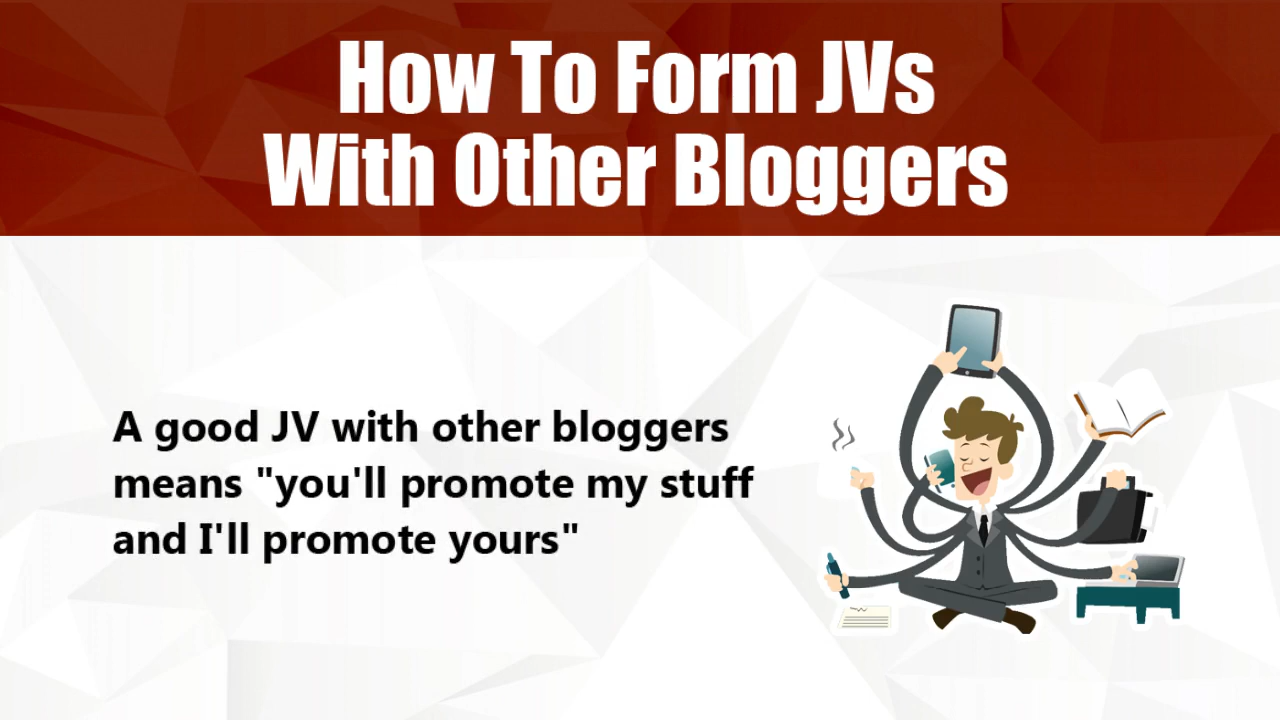 How To Form JVs
With Other Bloggers
A good JV with other bloggers
means "you'll promote my stuff
and I'll promote yours"